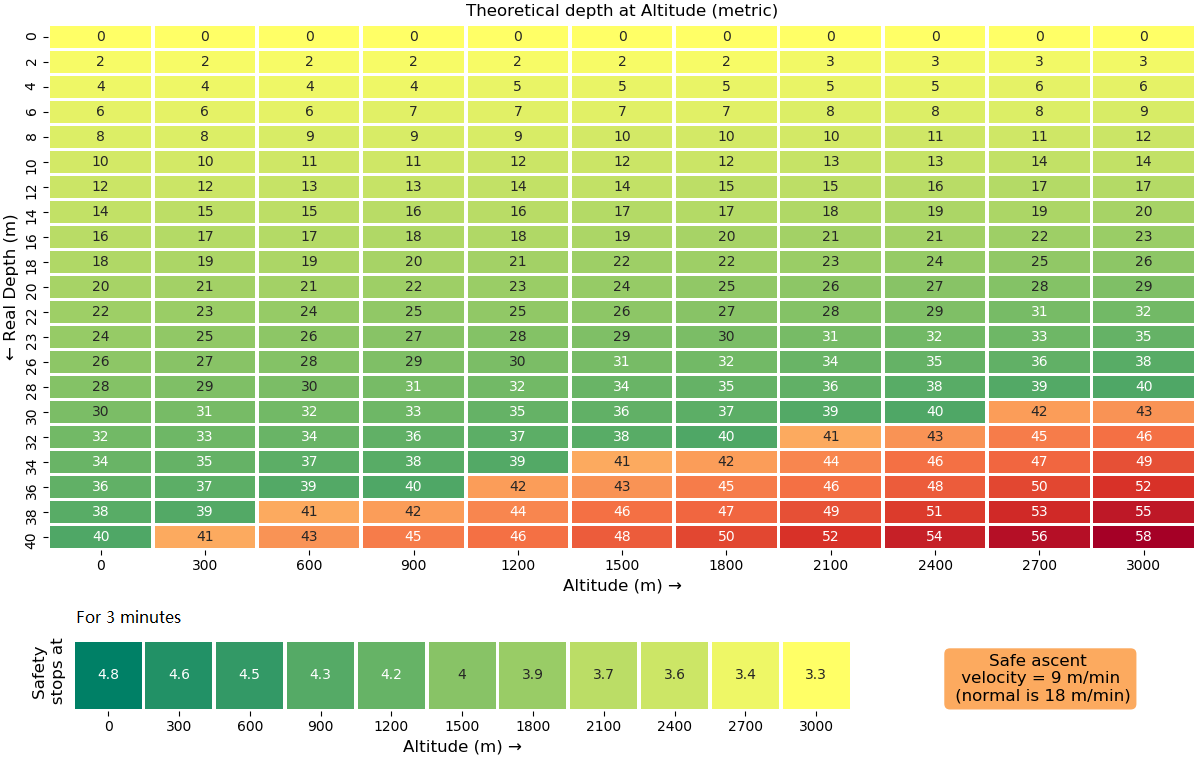 Theoretical depth at Altitude (metric)
← Real Depth (m)
0 0 0 0 0 0 0 0 0 0 0 0
2 2 2 2 2 2 2 2 3 3 3 3
4 4 4 4 4 5 5 5 5 5 6 6
6 6 6 6 7 7 7 7 8 8 8 9
8 8 8 9 9 9 10 10 10 11 11 12
10 10 10 11 11 12 12 12 13 13 14 14
12 12 12 13 13 14 14 15 15 16 17 17
14 14 15 15 16 16 17 17 18 19 19 20
16 16 17 17 18 18 19 20 21 21 22 23
18 18 19 19 20 21 22 22 23 24 25 26
20 20 21 21 22 23 24 25 26 27 28 29
22 22 23 24 25 25 26 27 28 29 31 32
23 24 25 26 27 28 29 30 31 32 33 35
26 26 27 28 29 30 31 32 34 35 36 38
28 28 29 30 31 32 34 35 36 38 39 40
30 30 31 32 33 35 36 37 39 40 42 43
32 32 33 34 36 37 38 40 41 43 45 46
34 34 35 37 38 39 41 42 44 46 47 49
36 36 37 39 40 42 43 45 46 48 50 52
38 38 39 41 42 44 46 47 49 51 53 55
40 40 41 43 45 46 48 50 52 54 56 58
0 300 600 900 1200 1500 1800 2100 2400 2700 3000
Altitude (m) →
For 3 minutes
Safety
stops at
4.8 4.6 4.5 4.3 4.2 4 3.9 3.7 3.6 3.4 3.3
0 300 600 900 1200 1500 1800 2100 2400 2700 3000
Altitude (m) →
Safe ascent
velocity = 9 m/min
(normal is 18 m/min)